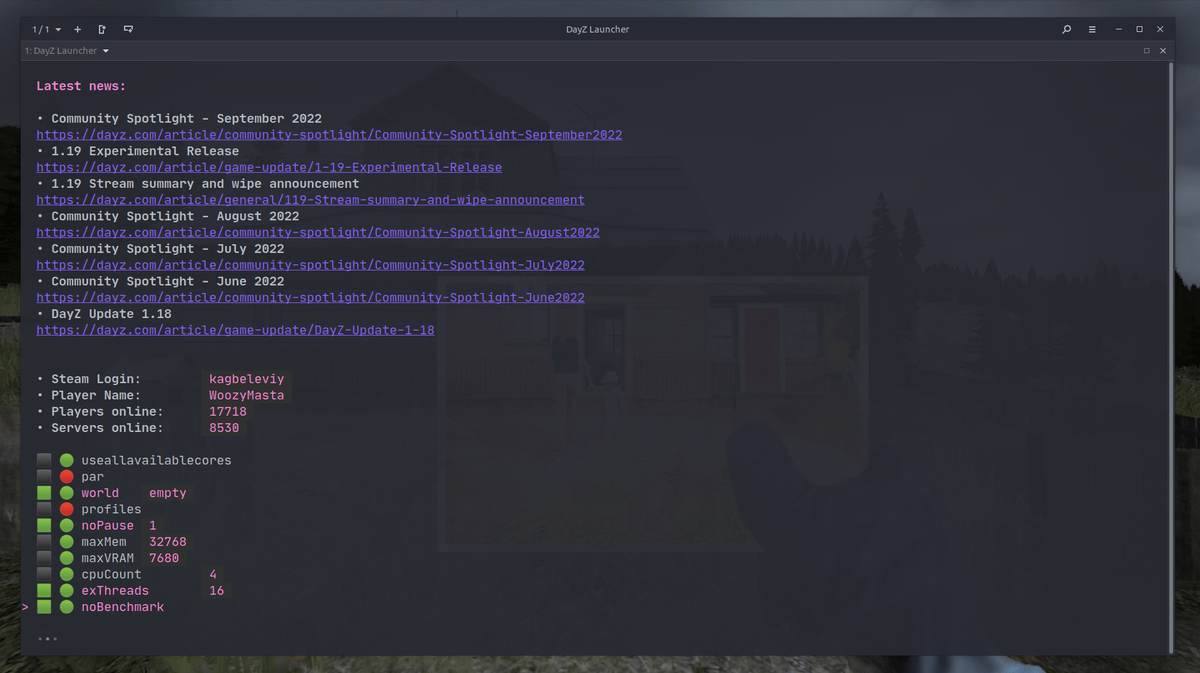 1 / 1
DayZ Launcher
1: DayZ Launcher
Latest news:
• Community Spotlight - September 2022
https://dayz.com/article/community-spotlight/Community-Spotlight-September2022
• 1.19 Experimental Release
https://dayz.com/article/game-update/1-19-Experimental-Release
• 1.19 Stream summary and wipe announcement
https://dayz.com/article/general/119-Stream-summary-and-wipe-announcement
• Community Spotlight - August 2022
https://dayz.com/article/community-spotlight/Community-Spotlight-August2022
• Community Spotlight - July 2022
https://dayz.com/article/community-spotlight/Community-Spotlight-July2022
• Community Spotlight - June 2022
https://dayz.com/article/community-spotlight/Community-Spotlight-June2022
• DayZ Update 1.18
https://dayz.com/article/game-update/DayZ-Update-1-18
• Steam Login: kagbeleviy
• Player Name: WoozyMasta
• Players online: 17718
• Servers online: 8530
useallavailablecores
par
world empty
profiles
noPause 1
maxMem 32768
maxVRAM 7680
cpuCount 4
exThreads 16
> noBenchmark
•••